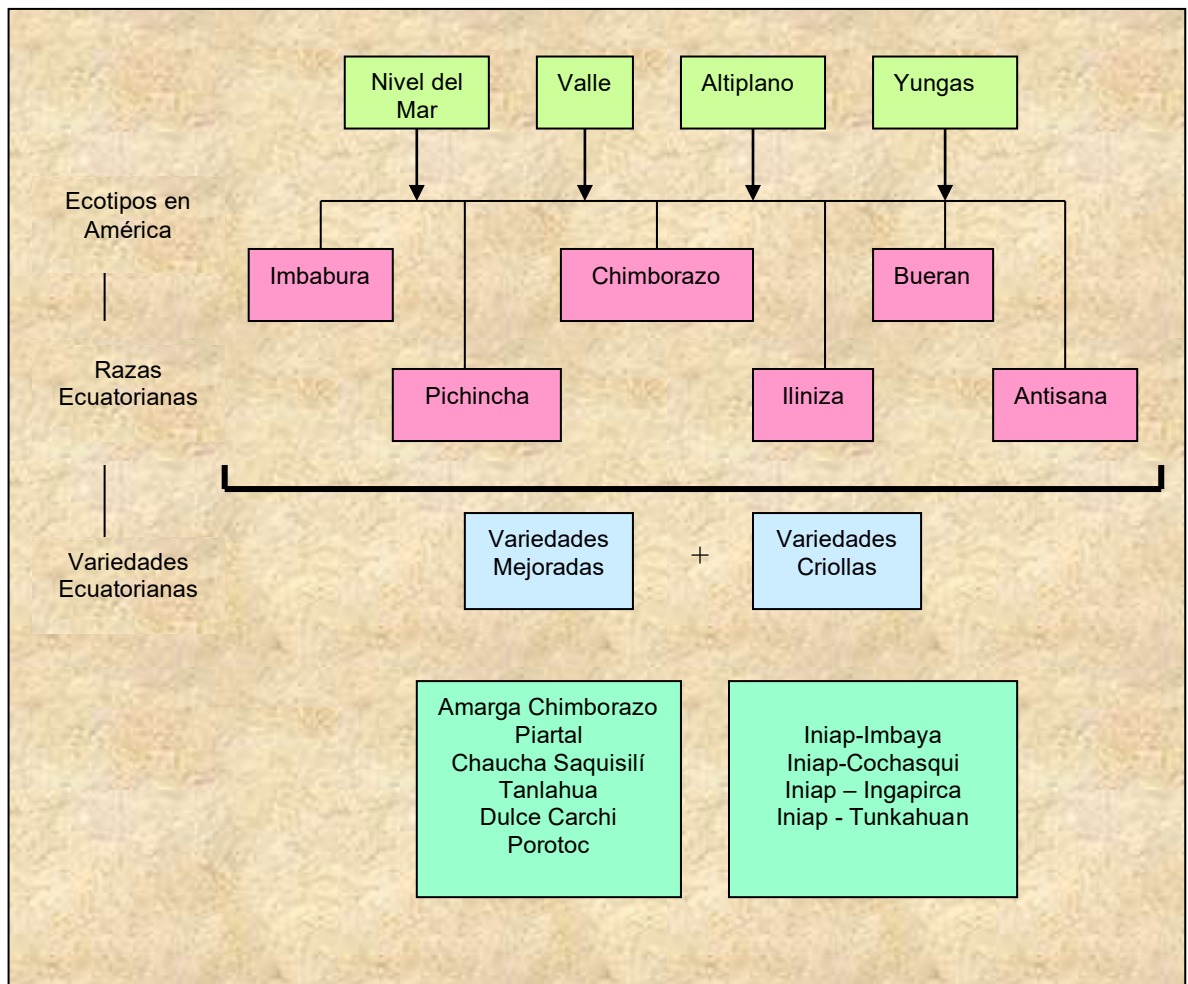 Nivel del
Mar
Valle
Altiplano
Yungas
Ecotipos en
América
Imbabura
Chimborazo
Bueran
Razas
Ecuatorianas
Pichincha
Iliniza
Antisana
Variedades
Ecuatorianas
Variedades
Mejoradas
+
Variedades
Criollas
Amarga Chimborazo
Piartal
Chaucha Saquisilí
Tanlahua
Dulce Carchi
Porotoc
Iniap-Imbaya
Iniap-Cochasqui
Iniap – Ingapirca
Iniap - Tunkahuan